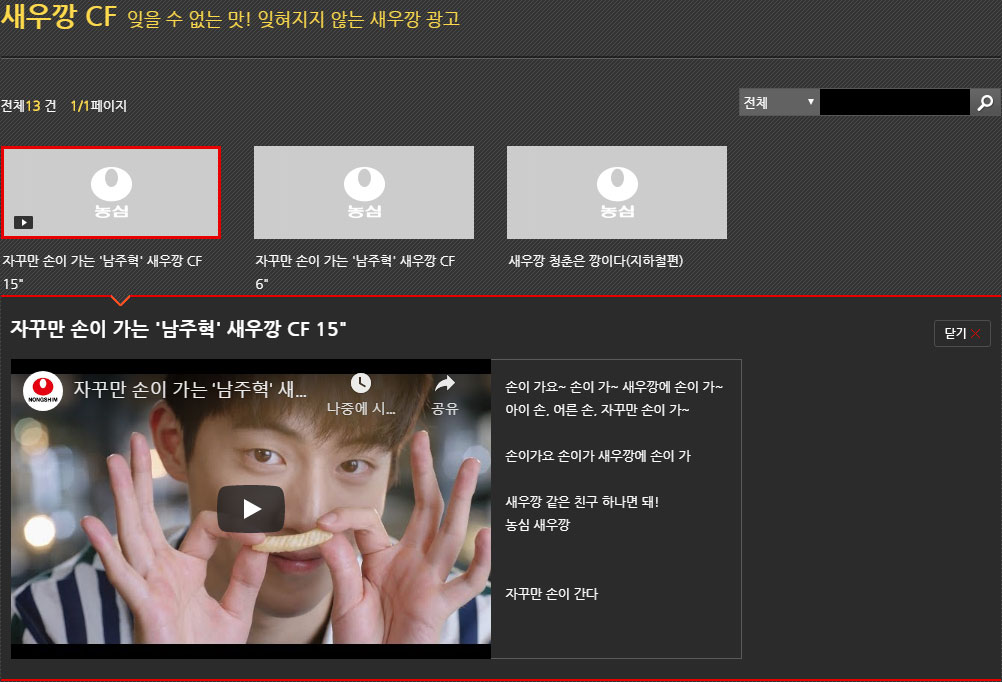 새우깡 CF 잊을 수 없는 맛! 잊혀지지 않는 새우깡 광고
전체13 건 1/1페이지
전체
농심
농심
농심
자꾸만 손이 가는 '남주혁' 새우깡 CF
15"
자꾸만 손이 가는 '남주혁' 새우깡 CF
6"
새우깡 청춘은 깡이다(지하철편)
자꾸만 손이 가는 '남주혁' 새우깡 CF 15"
닫기
NONGSHIM
자꾸만 손이 가는 '남주혁' 새...
나중에 시...
공유
손이 가요~ 손이 가~ 새우깡에 손이 가~
아이 손, 어른 손, 자꾸만 손이 가~
손이가요 손이가 새우깡에 손이 가
새우깡 같은 친구 하나면 돼!
농심 새우깡
자꾸만 손이 간다